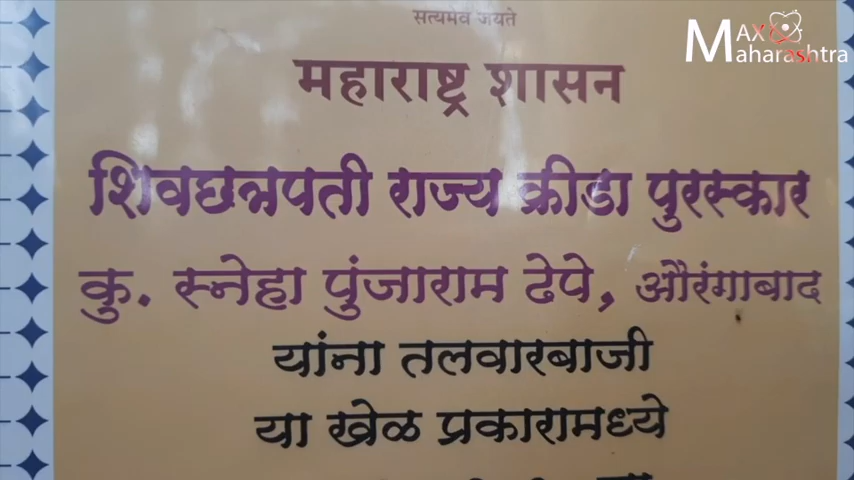 सत्यमेव जयते
MAX Maharashtra
महाराष्ट्र शासन
शिवछत्रपती राज्य क्रीडा पुरस्कार
कु. स्नेहा पुंजाराम ढेपे, औरंगाबाद
यांना तलवारबाजी
या खेळ प्रकारामध्ये